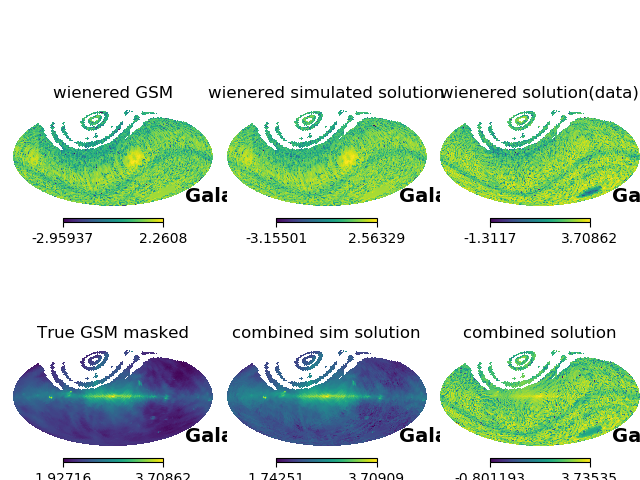 wienered GSM
wienered simulated solution
wienered solution(data)
Gala
Gala
Ga
-2.95937 2.2608
-3.15501 2.56329
-1.3117 3.70862
True GSM masked
combined sim solution
combined solution
Gala
Gala
Ga
1.92716 3.70862
1.74251 3.70909
-0.801193 3.73535